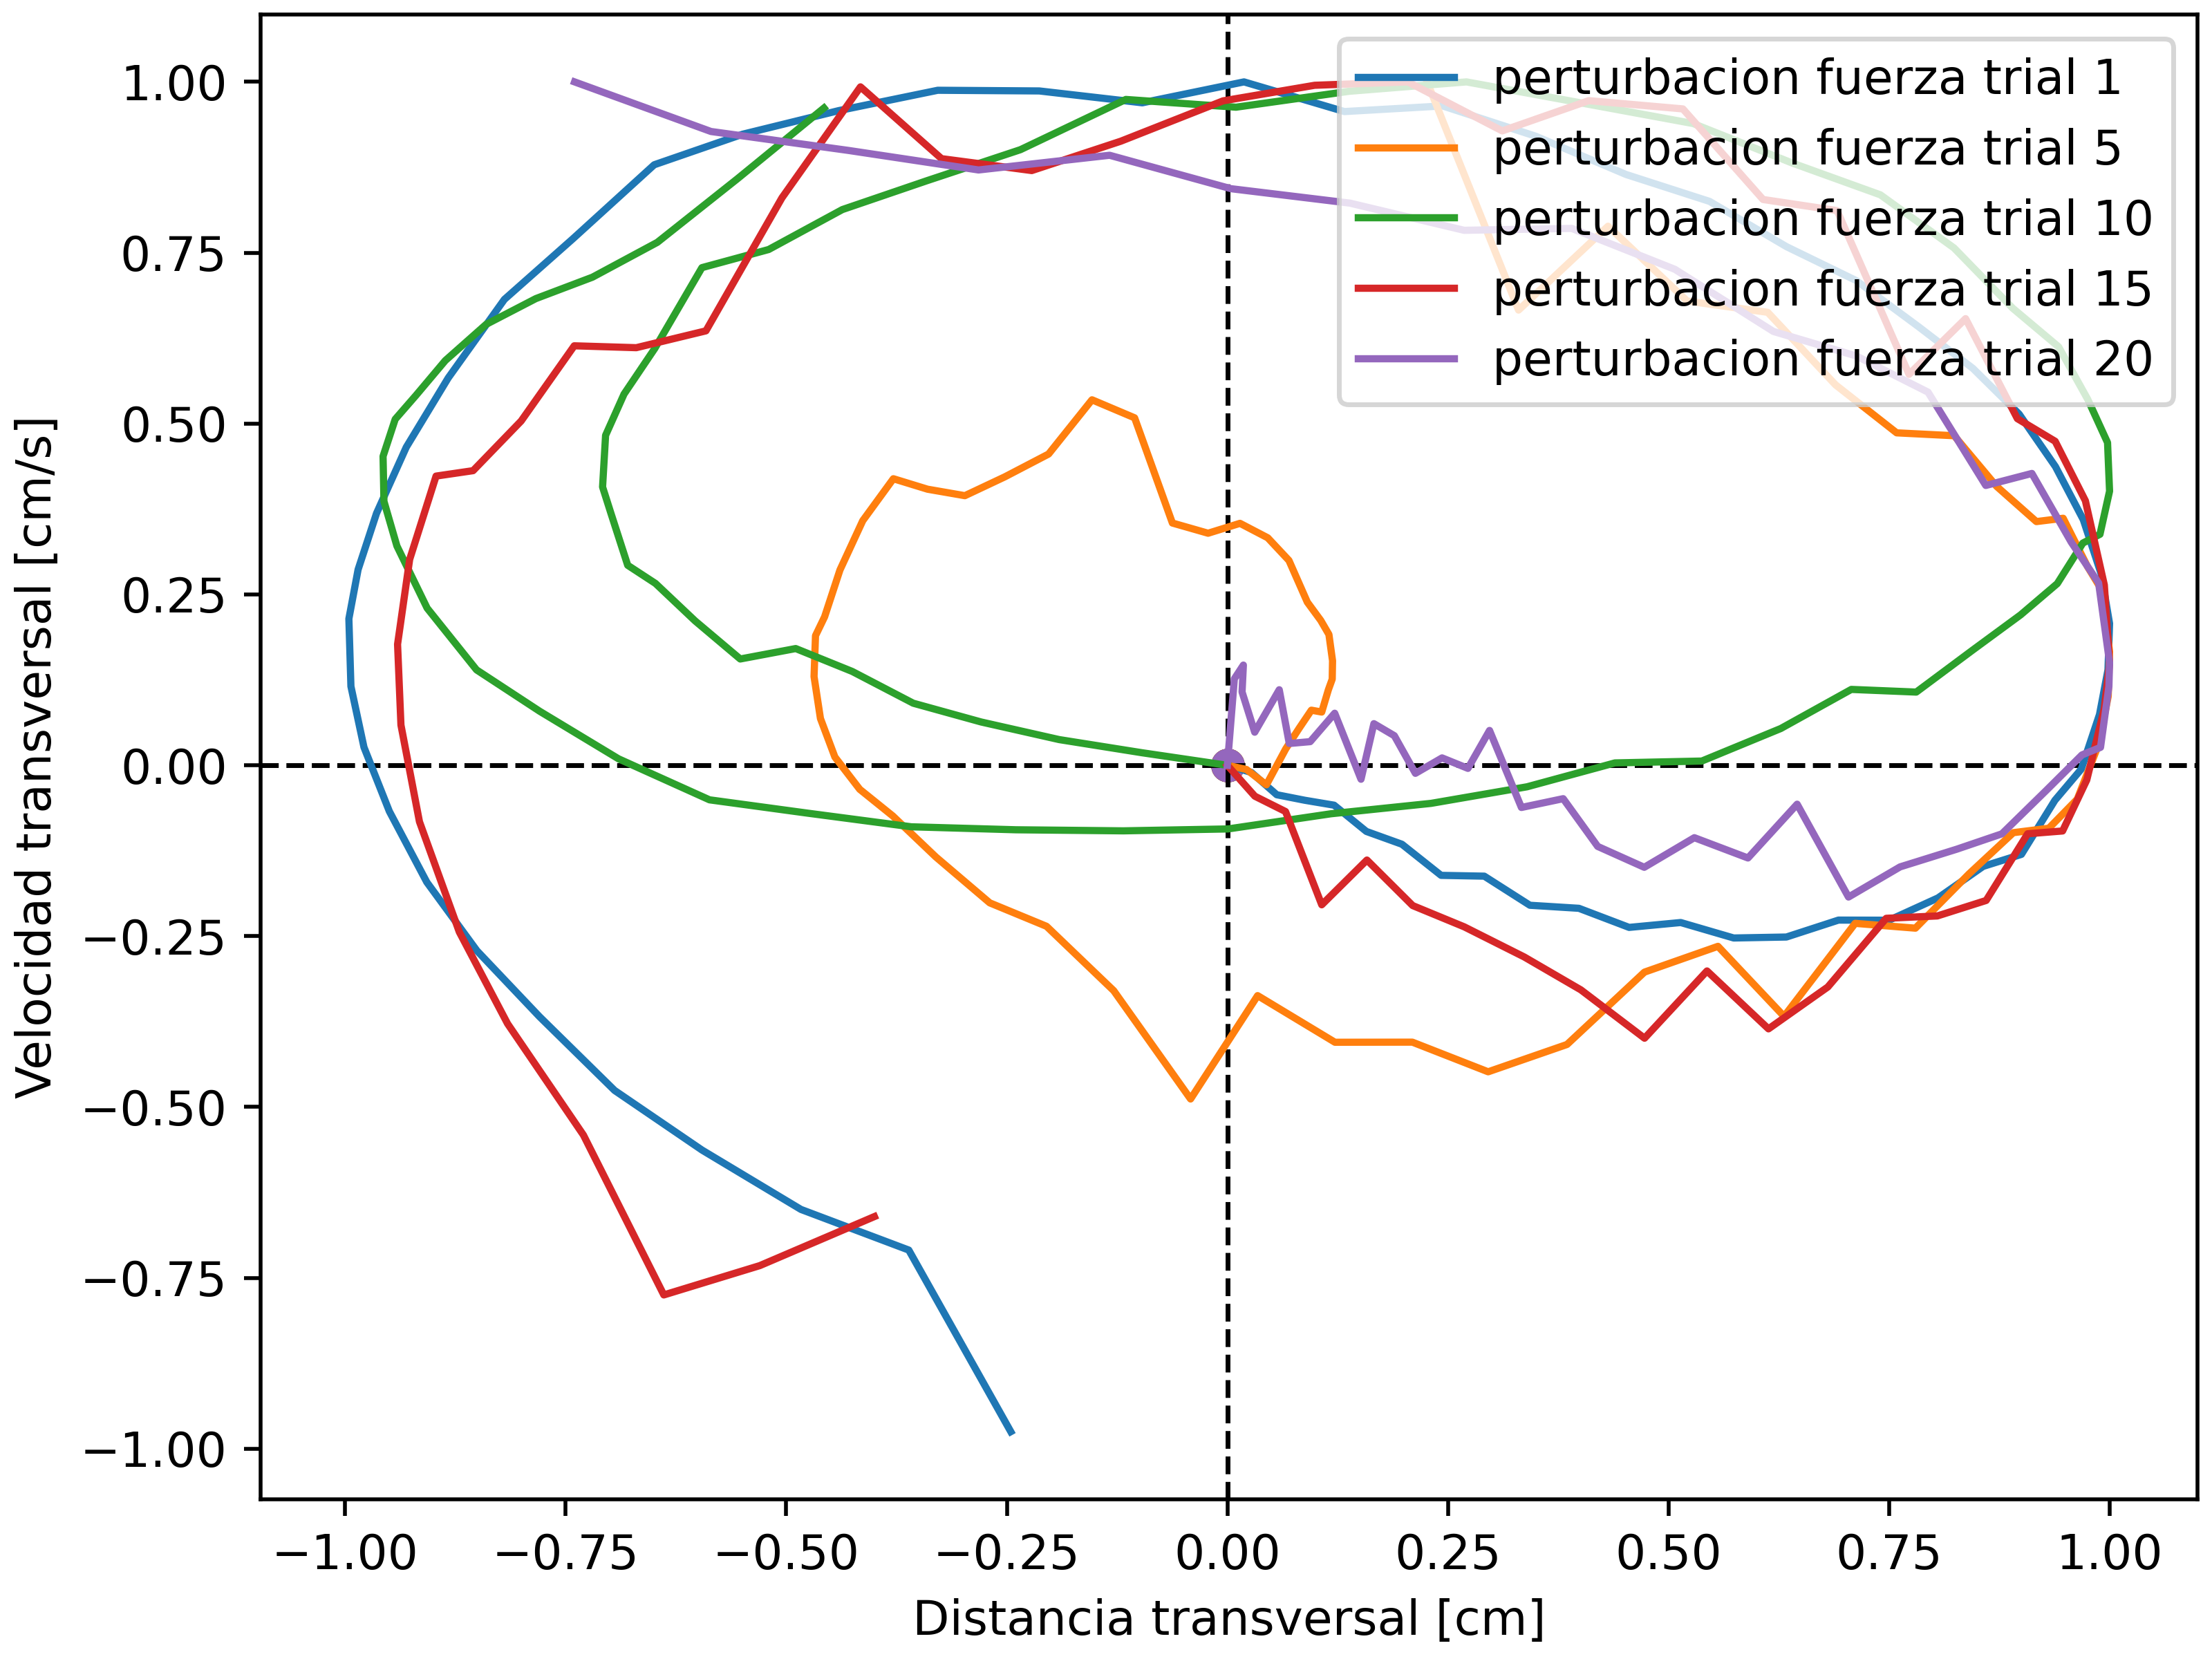 perturbacion fuerza trial 1
perturbacion fuerza trial 5
perturbacion fuerza trial 10
perturbacion fuerza trial 15
perturbacion fuerza trial 20
Velocidad transversal [cm/s]
1.00
0.75
0.50
0.25
0.00
−0.25
−0.50
−0.75
−1.00
−1.00 −0.75 −0.50 −0.25 0.00 0.25 0.50 0.75 1.00
Distancia transversal [cm]